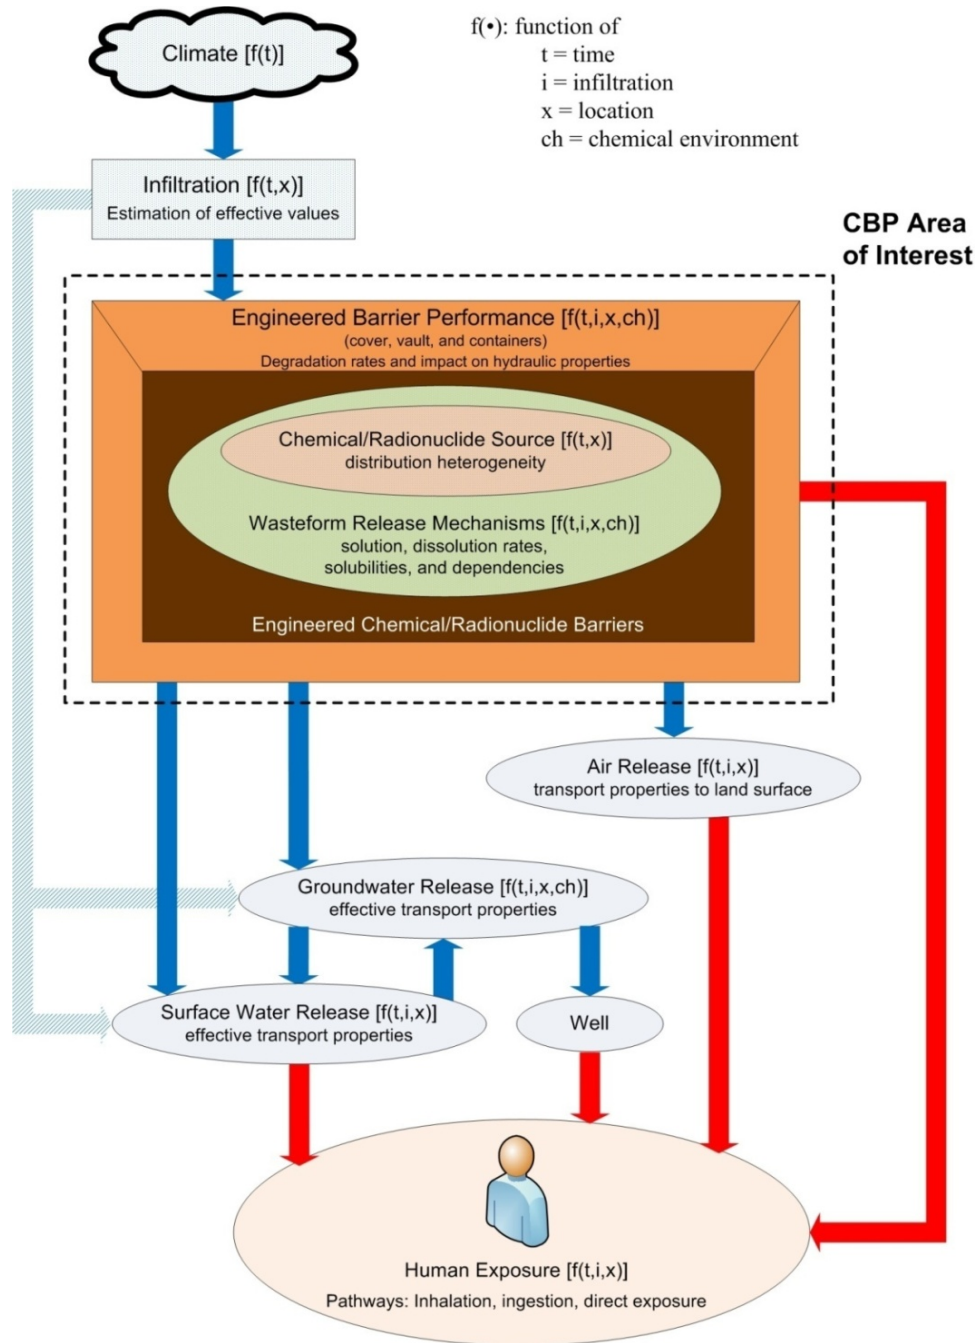 Climate [f(t)]
f(•): function of
t = time
i = infiltration
x = location
ch = chemical environment
Infiltration [f(t,x)]
Estimation of effective values
CBP Area
of Interest
Engineered Barrier Performance [f(t,i,x,ch)]
(cover, vault, and containers)
Degradation rates and impact on hydraulic properties
Chemical/Radionuclide Source [f(t,x)]
distribution heterogeneity
Wasteform Release Mechanisms [f(t,i,x,ch)]
solution, dissolution rates,
solubilities, and dependencies
Engineered Chemical/Radionuclide Barriers
Air Release [f(t,i,x)]
transport properties to land surface
Groundwater Release [f(t,i,x,ch)]
effective transport properties
Surface Water Release [f(t,i,x)]
effective transport properties
Well
Human Exposure [f(t,i,x)]
Pathways: Inhalation, ingestion, direct exposure